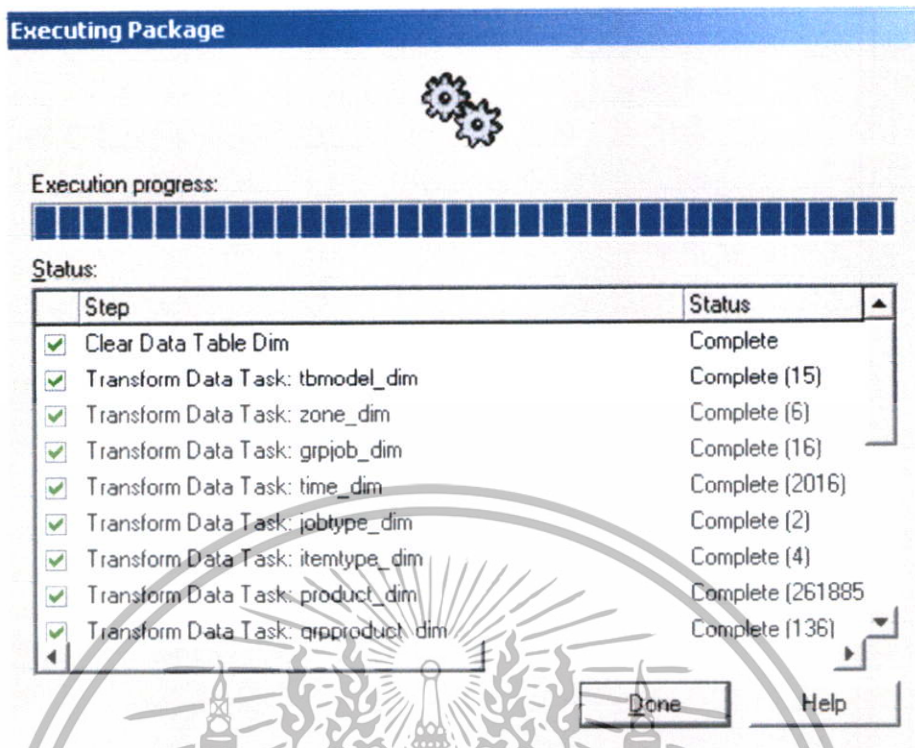 Executing Package
Execution progress:
Status:
Step Status
Clear Data Table Dim Complete
Transform Data Task: tbmodel_dim Complete (15)
Transform Data Task: zone_dim Complete (6)
Transform Data Task: grpjob_dim Complete (16)
Transform Data Task: time_dim Complete (2016)
Transform Data Task: jobtype_dim Complete (2)
Transform Data Task: itemtype_dim Complete (4)
Transform Data Task: product_dim Complete (261885
Transform Data Task: grpproduct_dim Complete (136)
Done Help